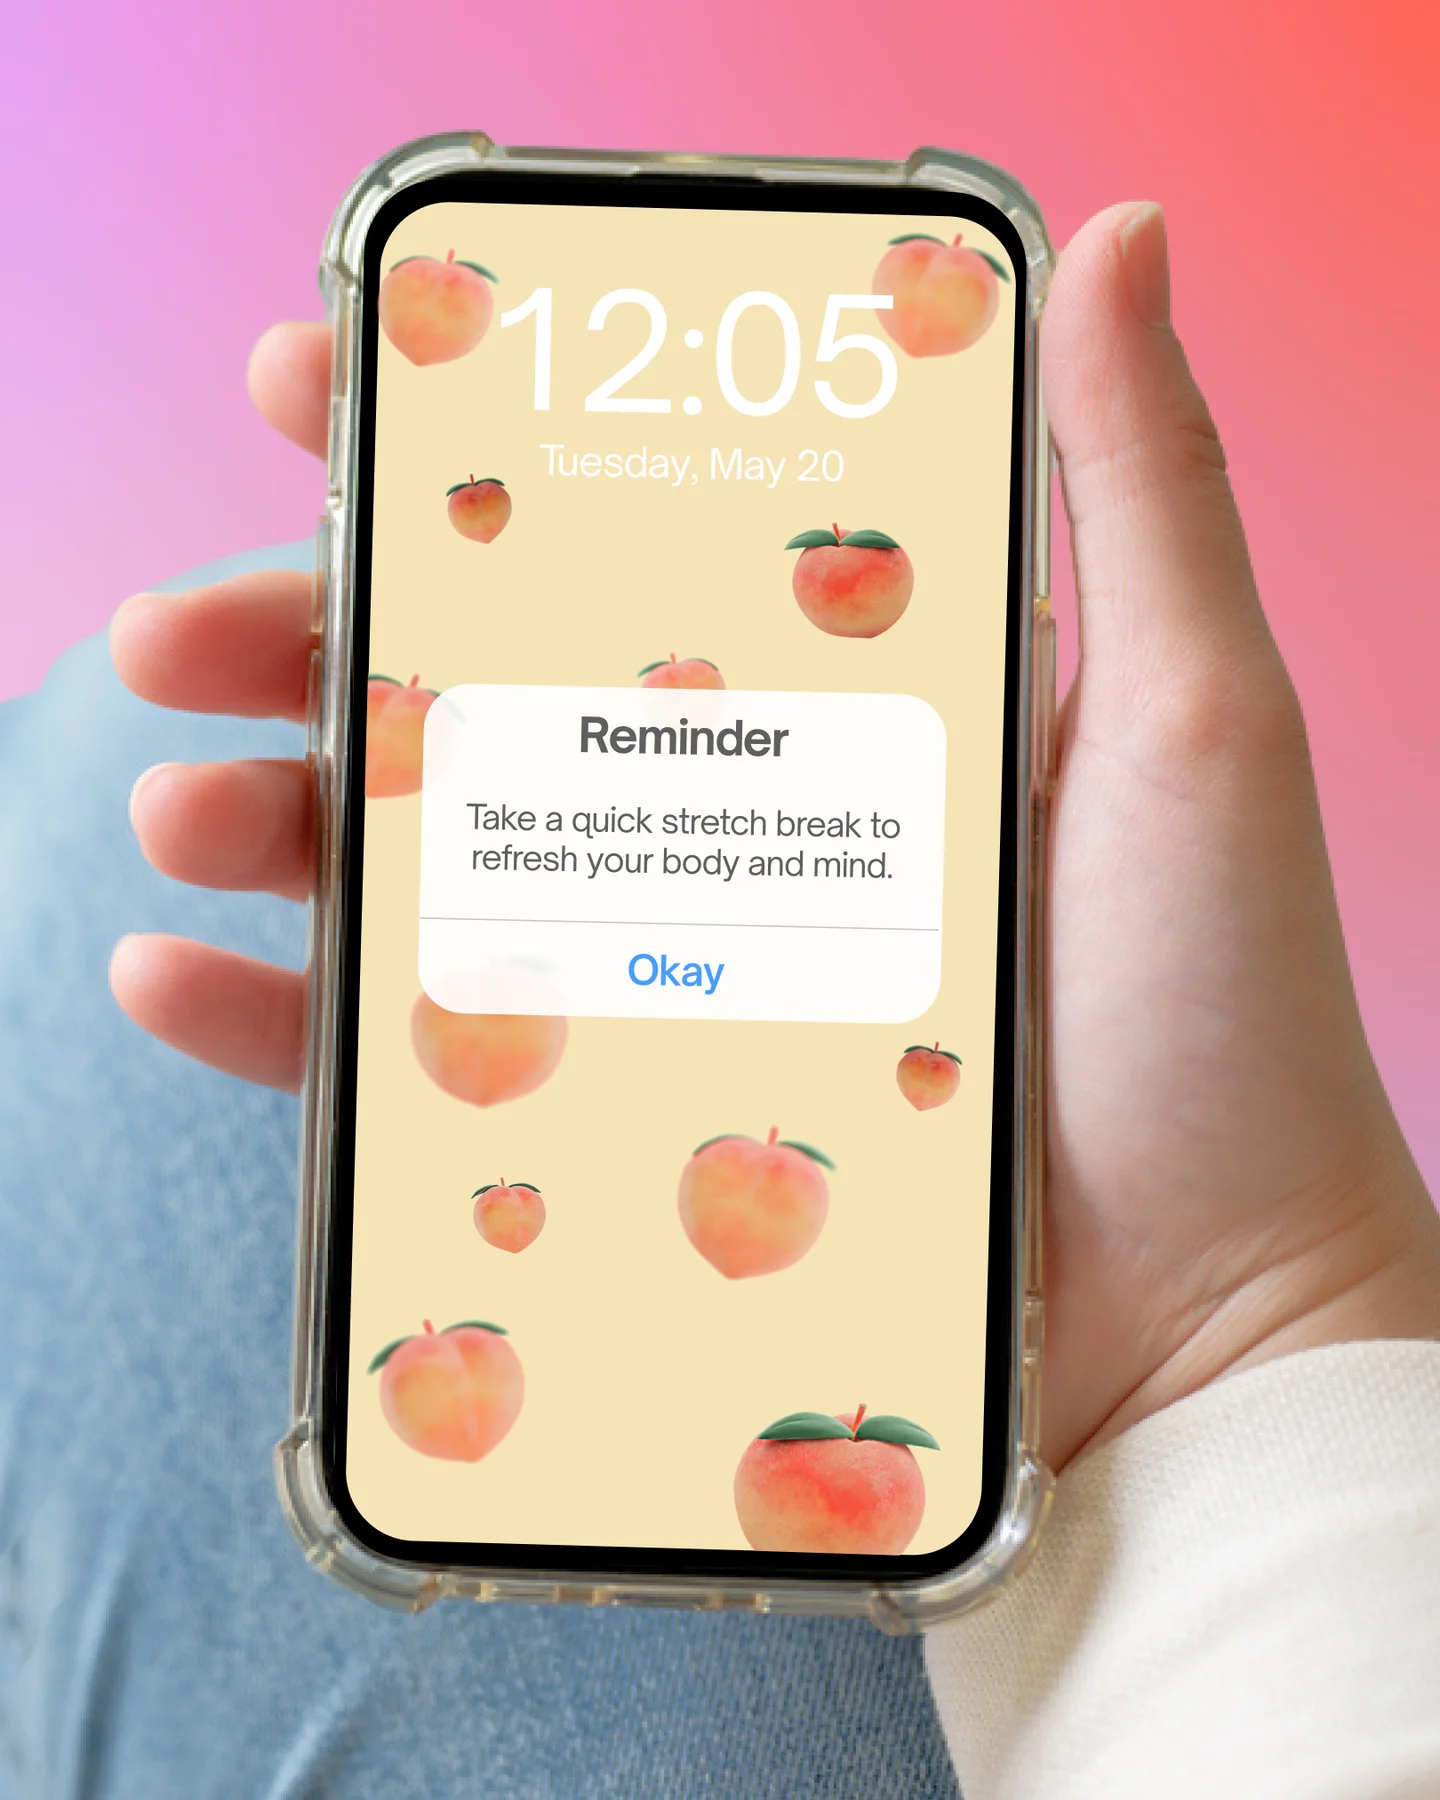 12:05
Tuesday, May 20
Reminder
Take a quick stretch break to
refresh your body and mind.
Okay